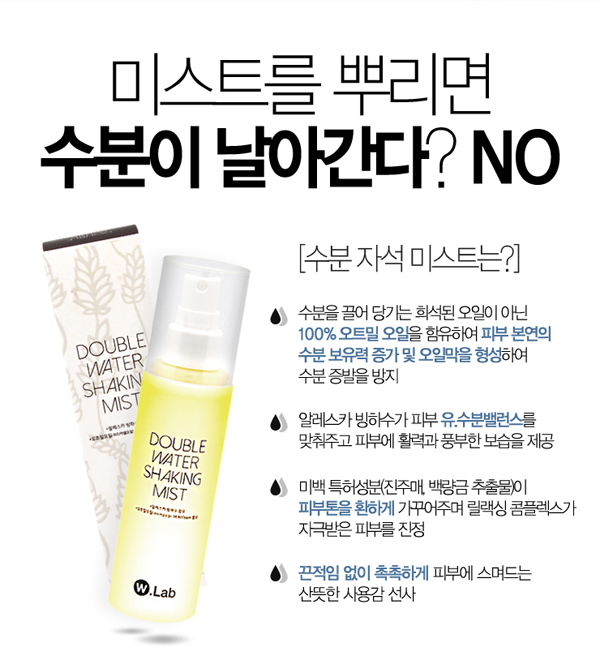 미스트를 뿌리면
수분이 날아간다? NO
[수분 자석 미스트는?]
수분을 끌어 당기는 희석된 오일이 아닌
100% 오트밀 오일을 함유하여 피부 본연의
수분 보유력 증가 및 오일막을 형성하여
수분 증발을 방지
알레스카 빙하수가 피부 유.수분밸런스를
맞춰주고 피부에 활력과 풍부한 보습을 제공
미백 특허성분(진주매, 백량금 추출물)이
피부톤을 환하게 가꾸어주며 릴랙싱 콤플렉스가
자극받은 피부를 진정
끈적임 없이 촉촉하게 피부에 스며드는
산뜻한 사용감 선사
DOUBLE
WATER
SHAKING
MIST
DOUBLE
WATER
SHAKING
MIST
W.Lab